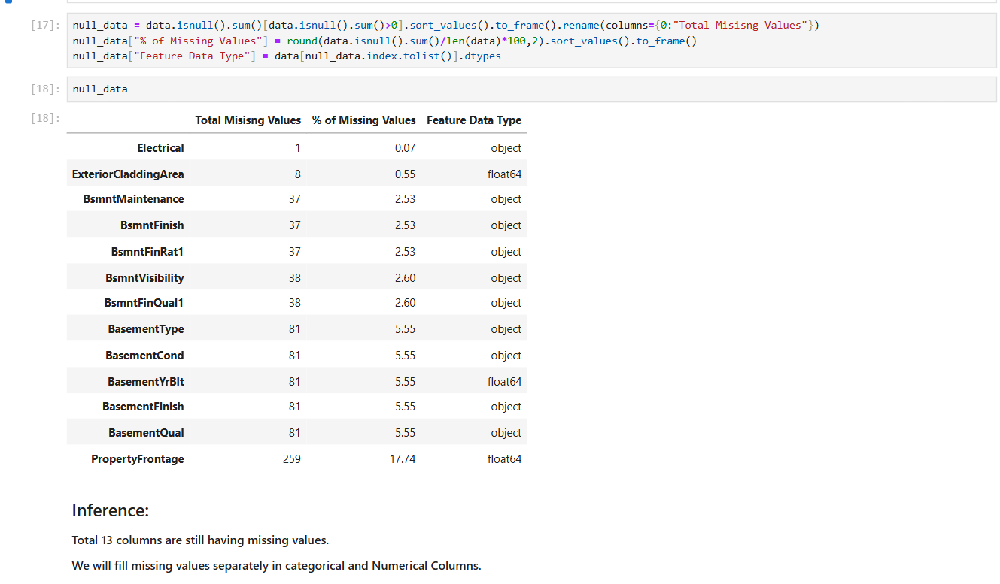 [17]: null_data = data.isnull().sum()[data.isnull().sum()>0].sort_values().to_frame().rename(columns={0:"Total Misisng Values"})
null_data["% of Missing Values"] = round(data.isnull().sum()/len(data)*100,2).sort_values().to_frame()
null_data["Feature Data Type"] = data[null_data.index.tolist()].dtypes
[18]: null_data
[18]: Total Misisng Values % of Missing Values Feature Data Type
Electrical 1 0.07 object
ExteriorCladdingArea 8 0.55 float64
BsmntMaintenance 37 2.53 object
BsmntFinish 37 2.53 object
BsmntFinRat1 37 2.53 object
BsmntVisibility 38 2.60 object
BsmntFinQual1 38 2.60 object
BasementType 81 5.55 object
BasementCond 81 5.55 object
BasementYrBlt 81 5.55 float64
BasementFinish 81 5.55 object
BasementQual 81 5.55 object
PropertyFrontage 259 17.74 float64
Inference:
Total 13 columns are still having missing values.
We will fill missing values separately in categorical and Numerical Columns.